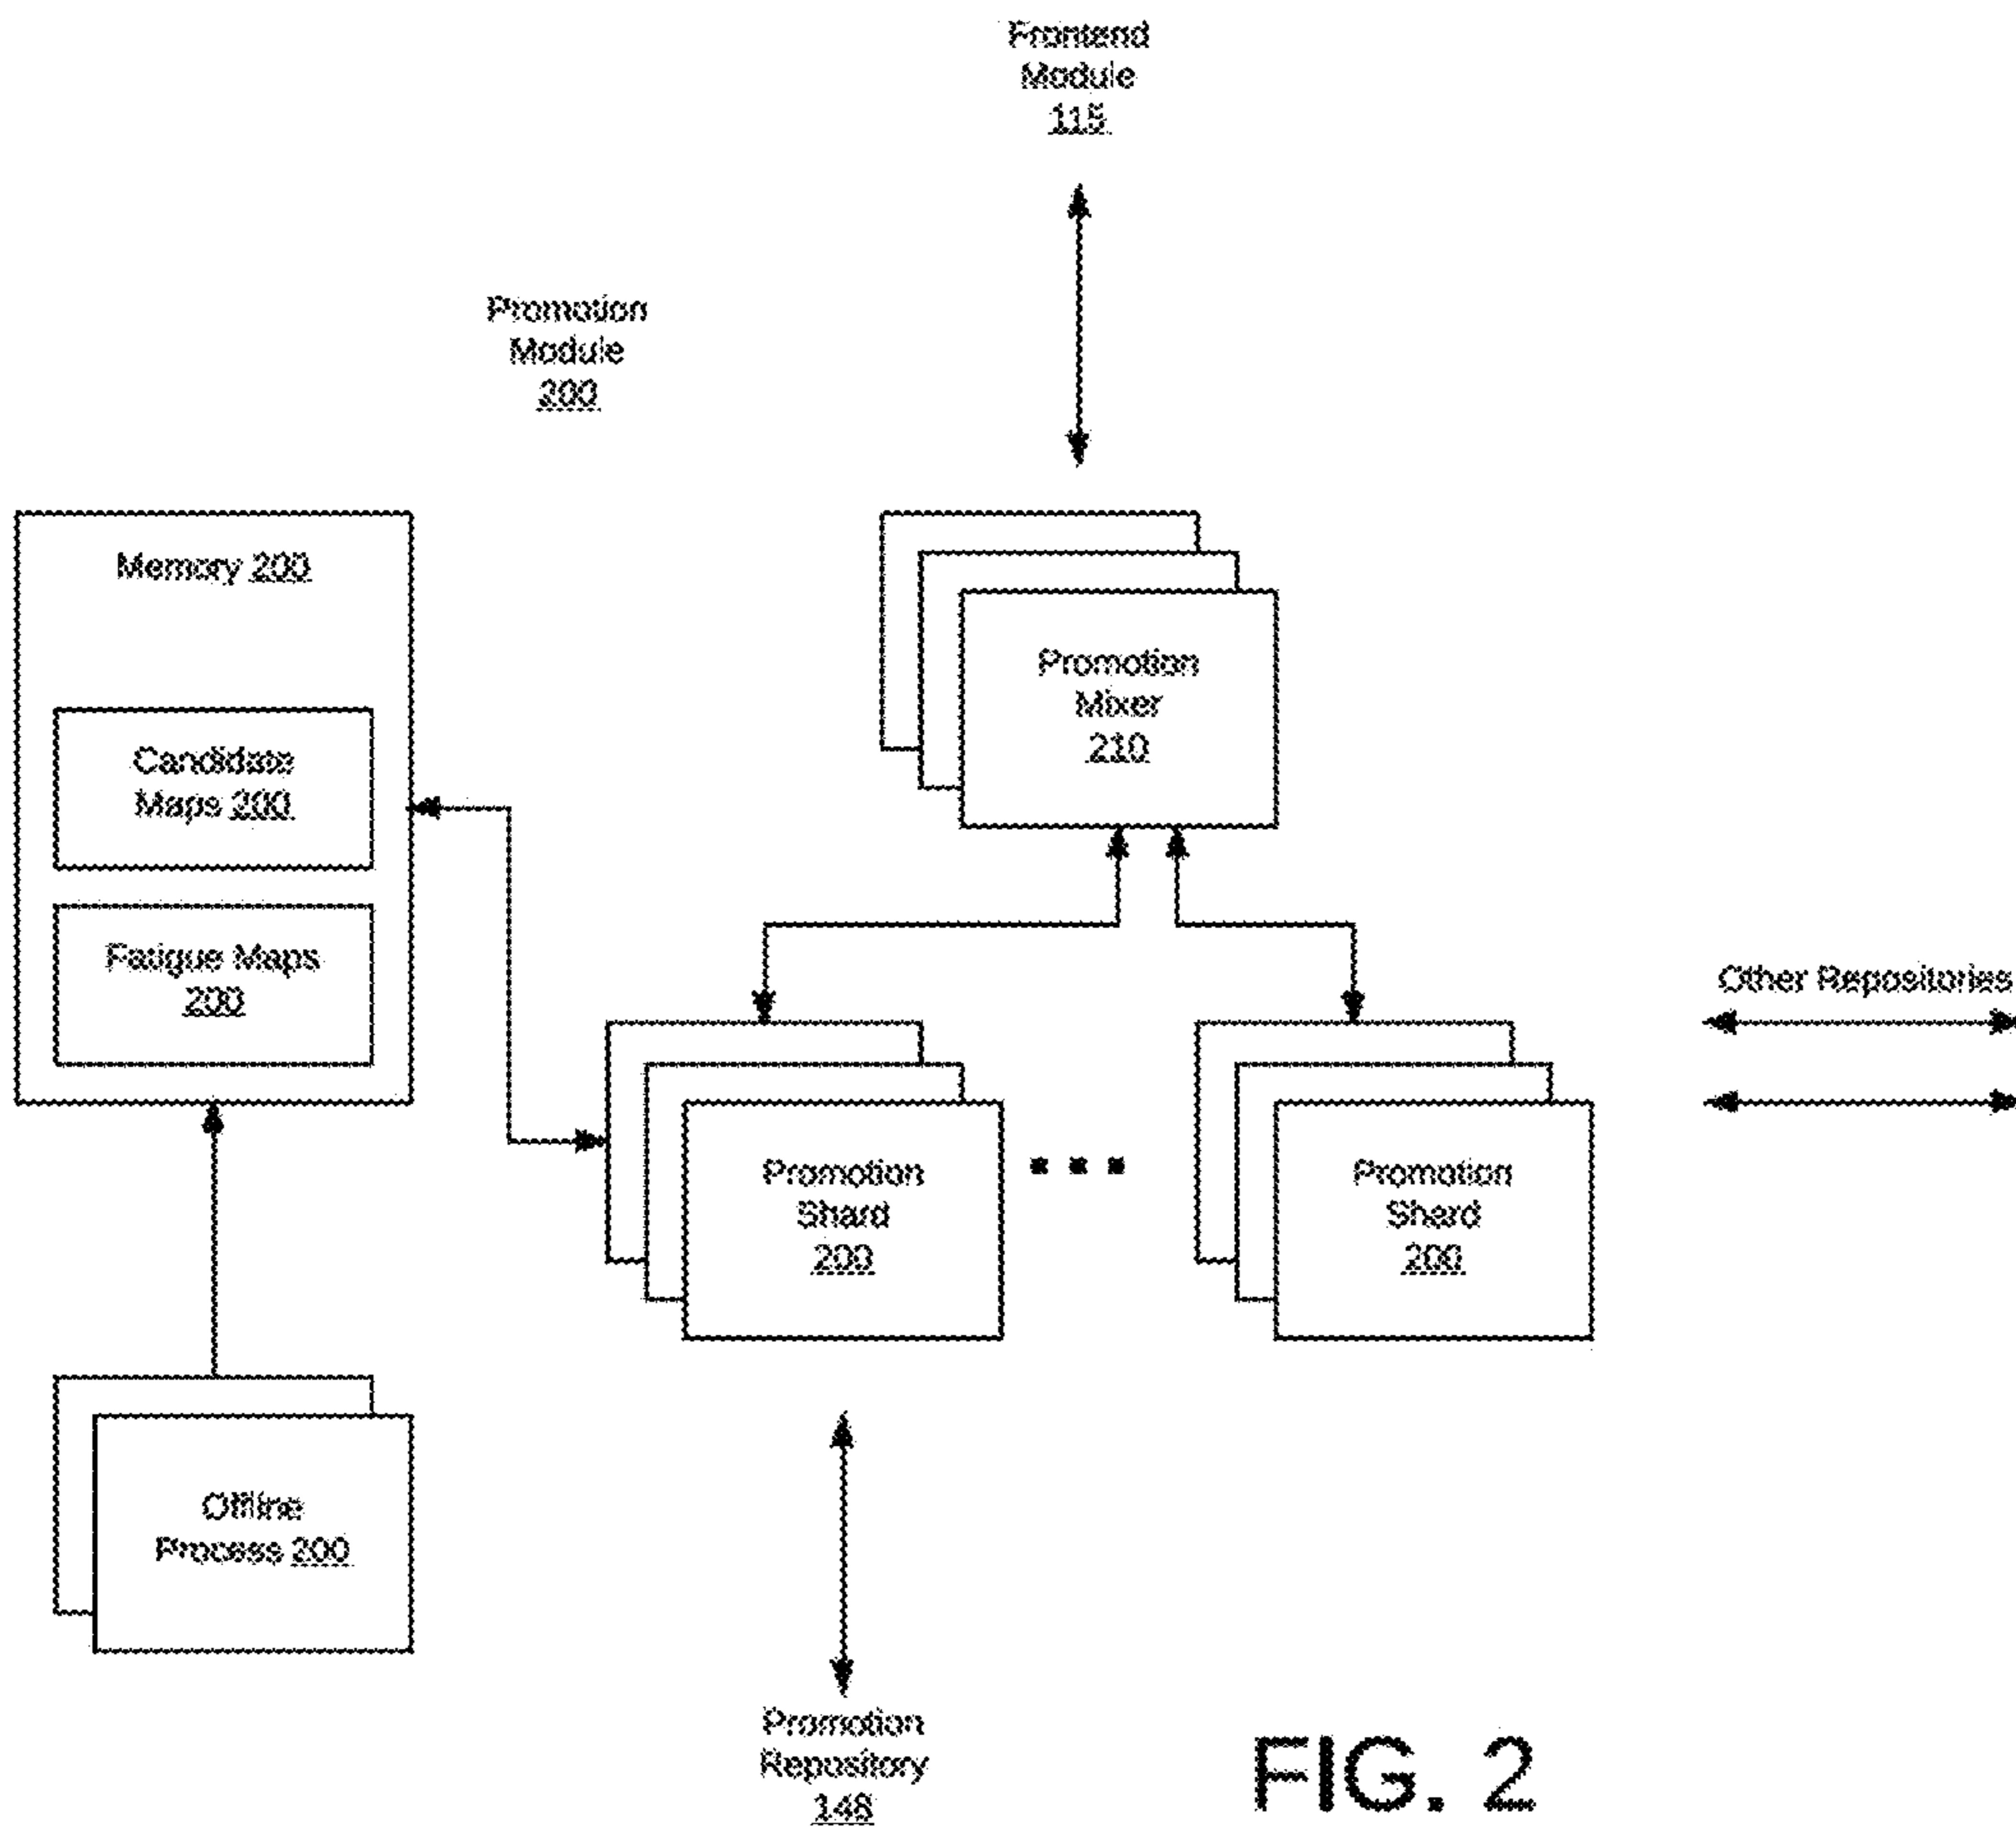 Frontend
Module
115
Promotion
Module
200
Memory 200
Candidate
Maps 200
Fatigue Maps
200
Promotion
Mixer
210
Other Repositories
Promotion
Shard
200
Promotion
Shard
200
Offline
Process 200
Promotion
Repository
148
FIG. 2